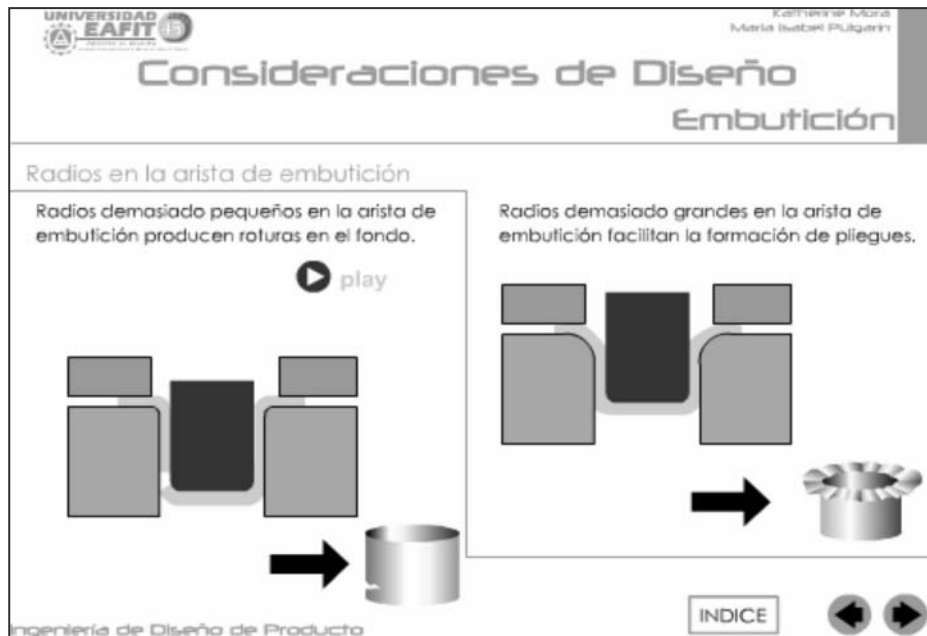 UNIVERSIDAD
EAFIT
Katherine Mora
María Isabel Pulgarín
Consideraciones de Diseño
Embutición
Radios en la arista de embutición
Radios demasiado pequeños en la arista de
embutición producen roturas en el fondo.
play
Radios demasiado grandes en la arista de
embutición facilitan la formación de pliegues.
INDICE
Ingeniería de Diseño de Producto